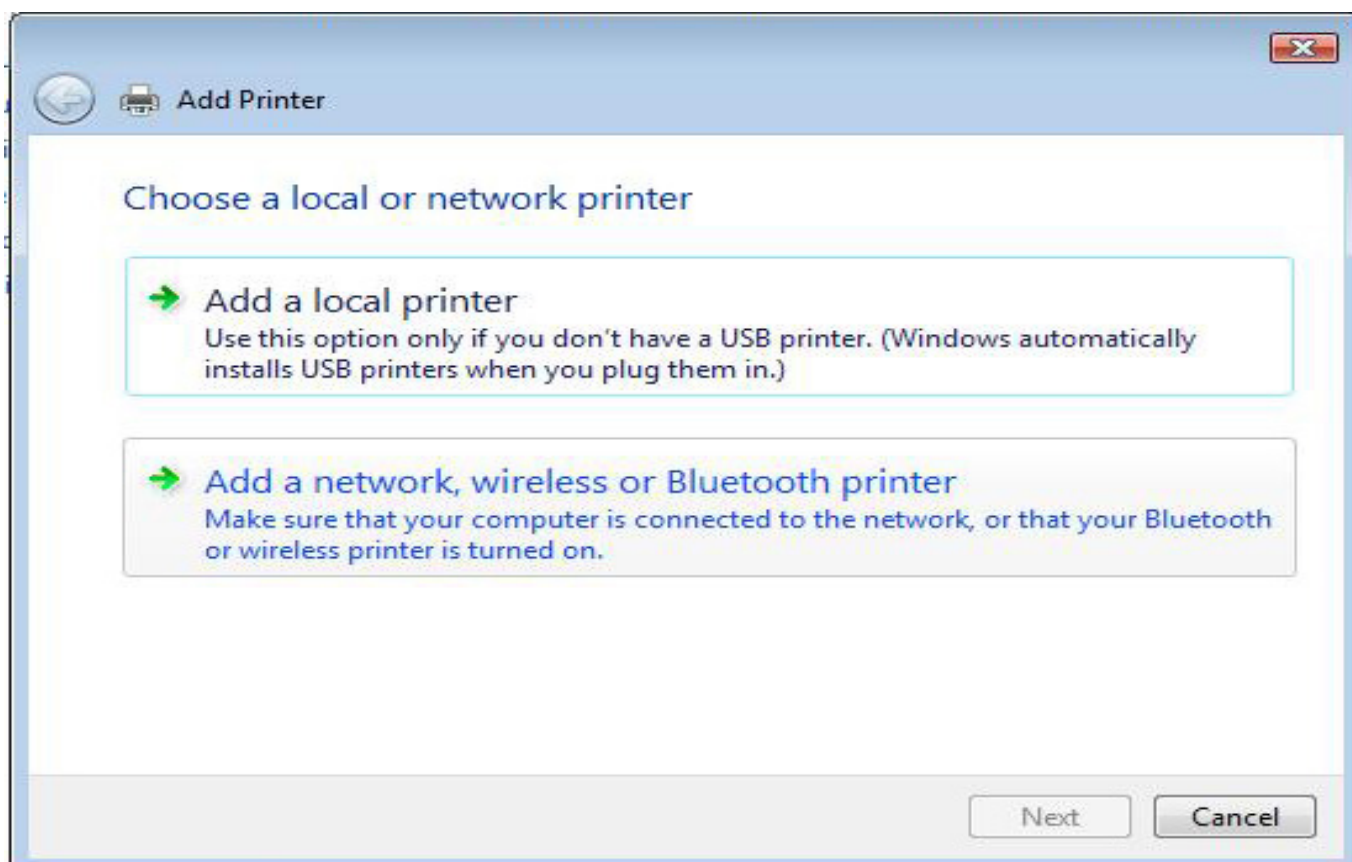 Add Printer
Choose a local or network printer
Add a local printer
Use this option only if you don't have a USB printer. (Windows automatically
installs USB printers when you plug them in.)
Add a network, wireless or Bluetooth printer
Make sure that your computer is connected to the network, or that your Bluetooth
or wireless printer is turned on.
Next
Cancel